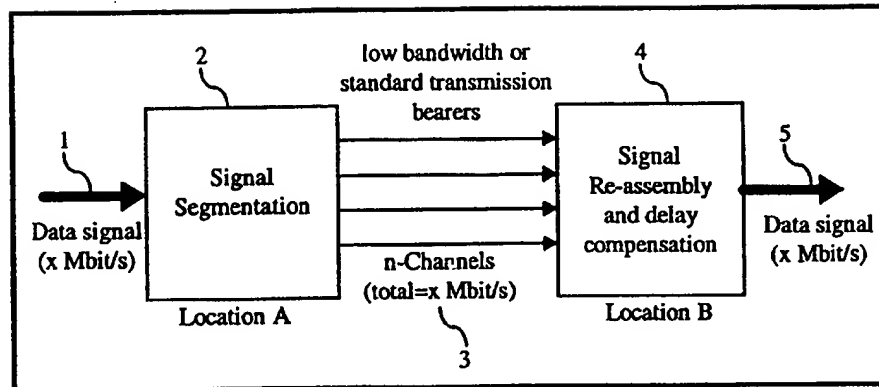 2
low bandwidth or
standard transmission
bearers
4
1
Signal
Segmentation
Signal
Re-assembly
and delay
compensation
5
Data signal
(x Mbit/s)
n-Channels
(total=x Mbit/s)
Data signal
(x Mbit/s)
Location A
Location B
3